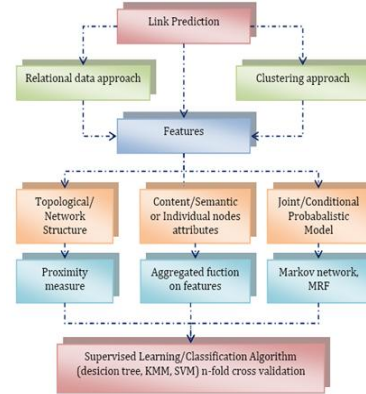 Link Prediction
Relational data approach
Clustering approach
Features
Topological/
Network
Structure
Content/Semantic
or Individual nodes
attributes
Joint/Conditional
Probabalistic
Model
Proximity
measure
Aggregated fuction
on features
Markov network,
MRF
Supervised Learning/Classification Algorithm
(desicion tree, KMM, SVM) n-fold cross validation